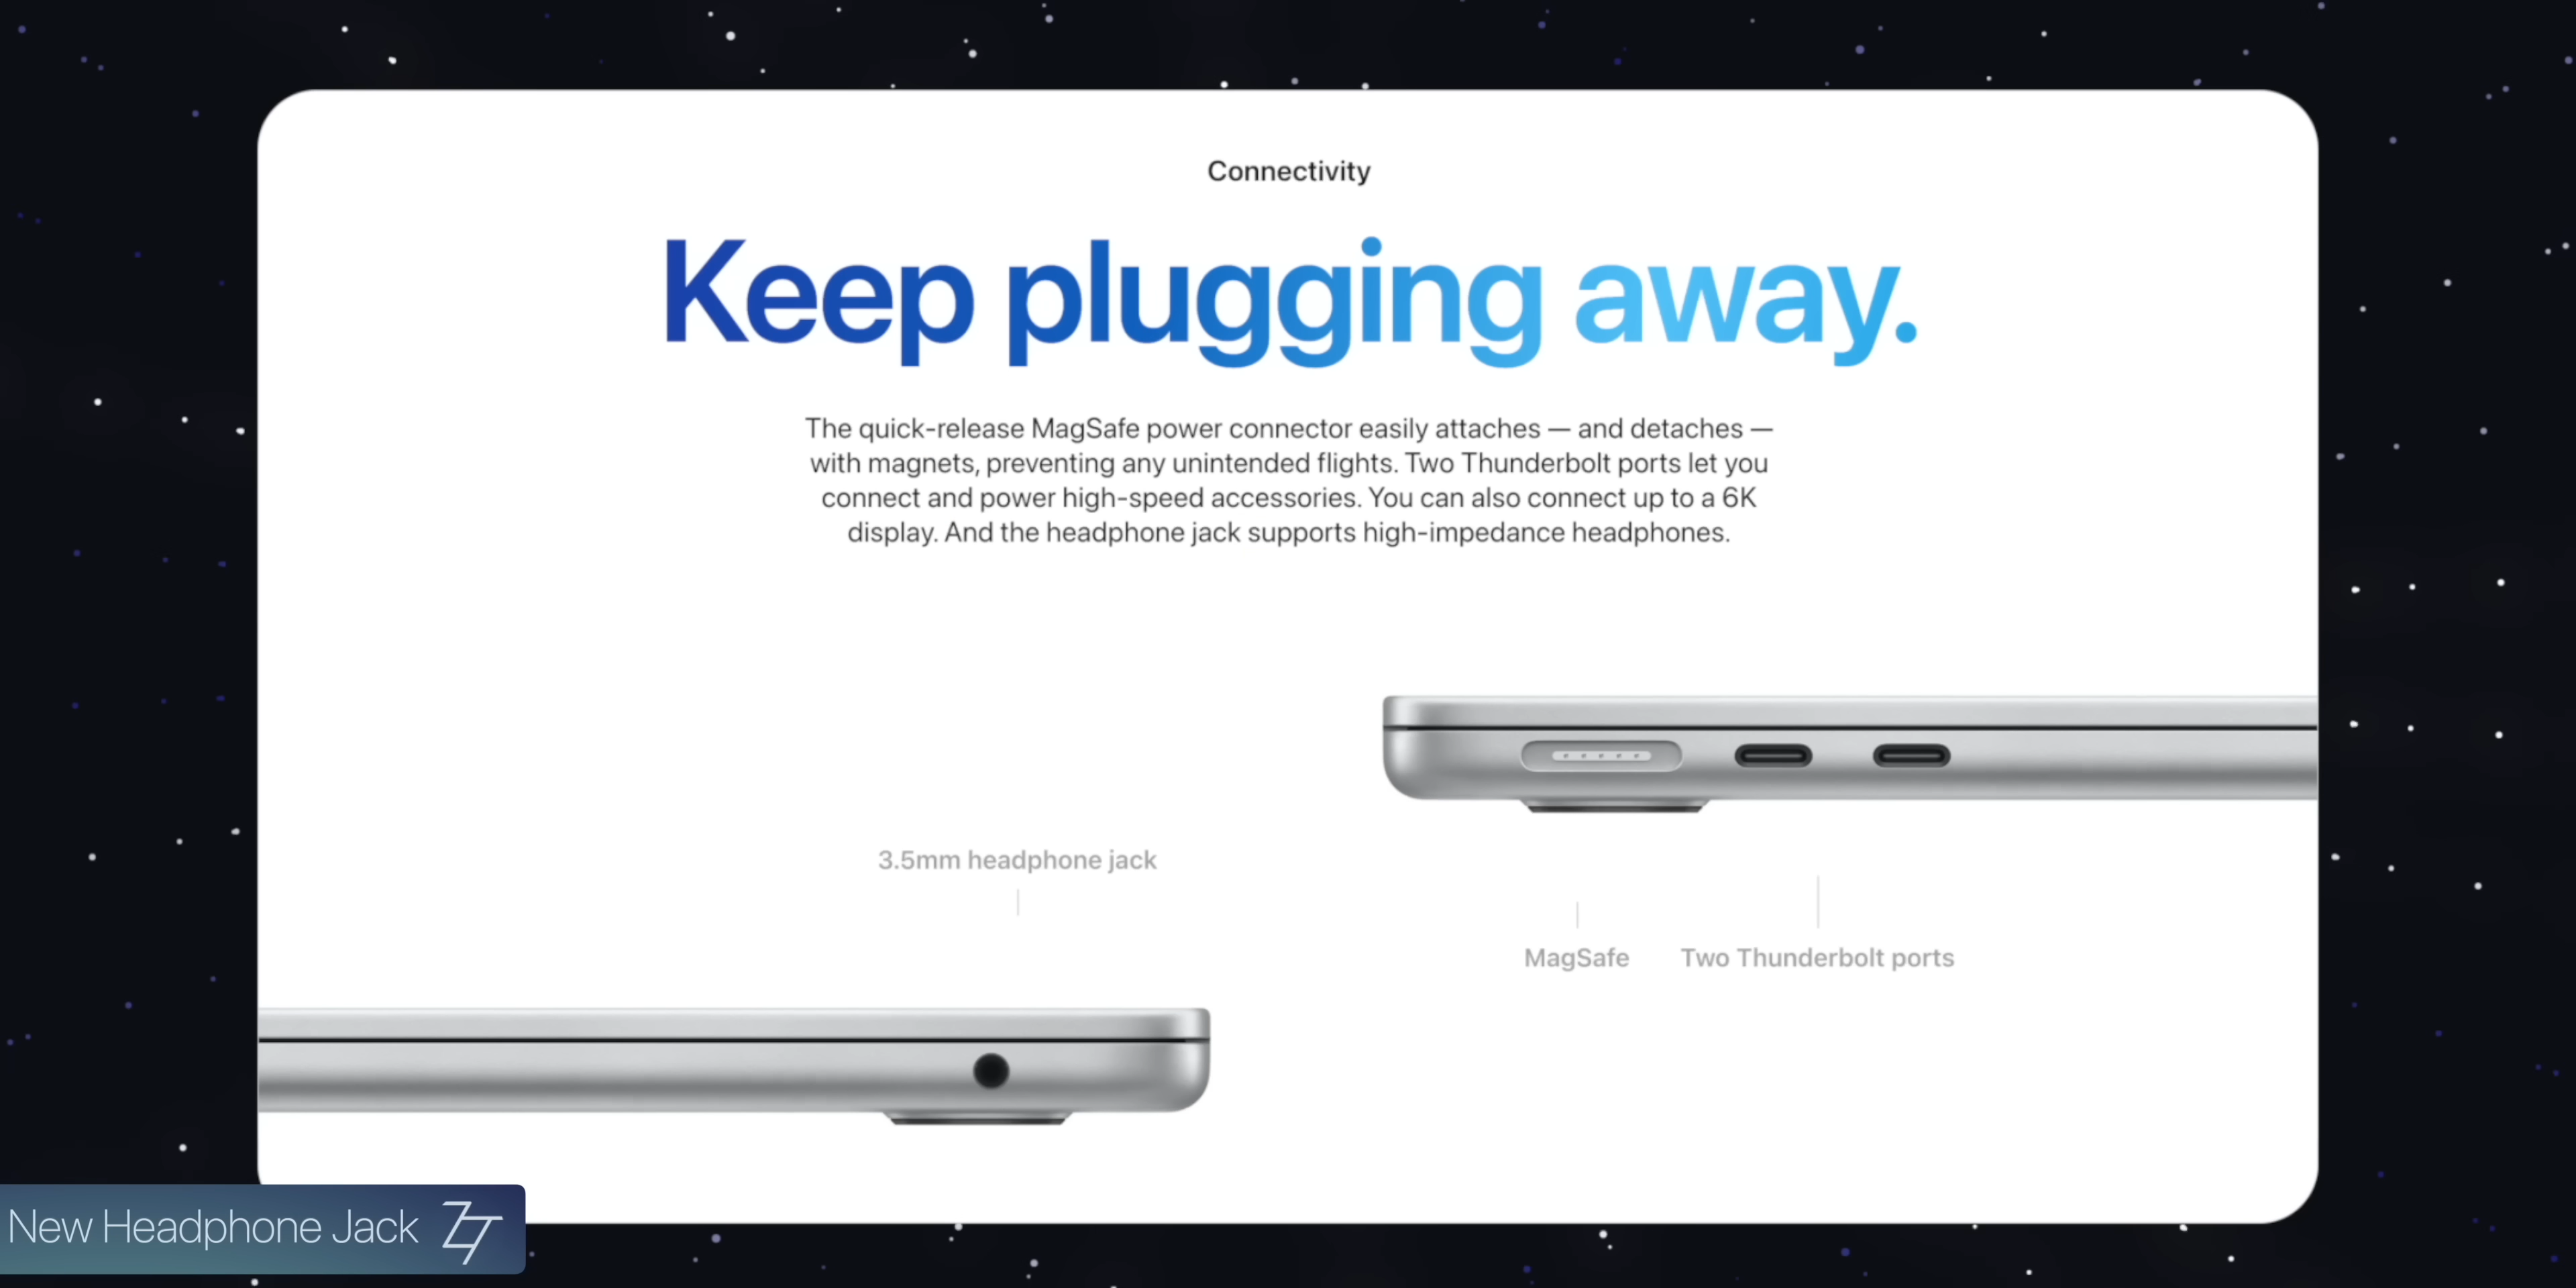 Connectivity
Keep plugging away.
The quick-release MagSafe power connector easily attaches — and detaches —
with magnets, preventing any unintended flights. Two Thunderbolt ports let you
connect and power high-speed accessories. You can also connect up to a 6K
display. And the headphone jack supports high-impedance headphones.
3.5mm headphone jack
MagSafe
Two Thunderbolt ports
New Headphone Jack